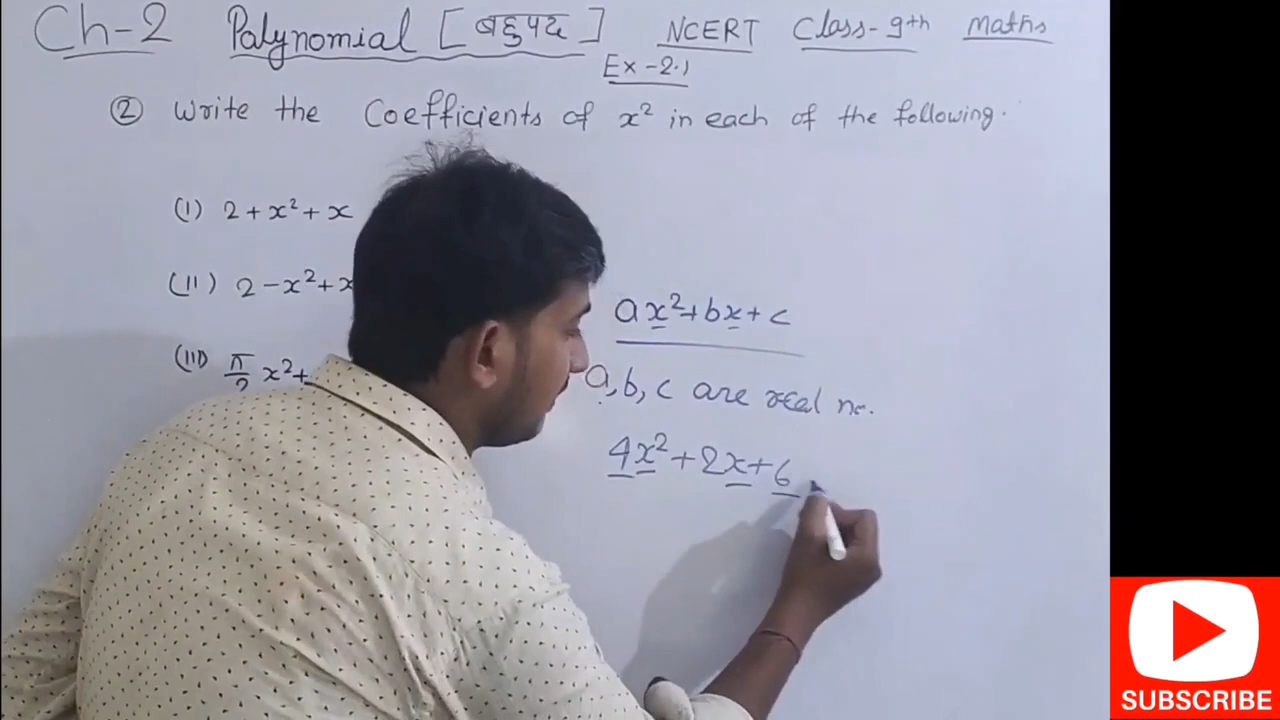 Ch-2 Polynomial [बहुपद] NCERT Class-9th Maths
Ex-2.1
② Write the Coefficients of x² in each of the following.
(I) 2 + x² + x
(II) 2 - x² + x
(III) π/2 x² +
ax² + bx + c
a, b, c are real no.
4x² + 2x + 6
SUBSCRIBE